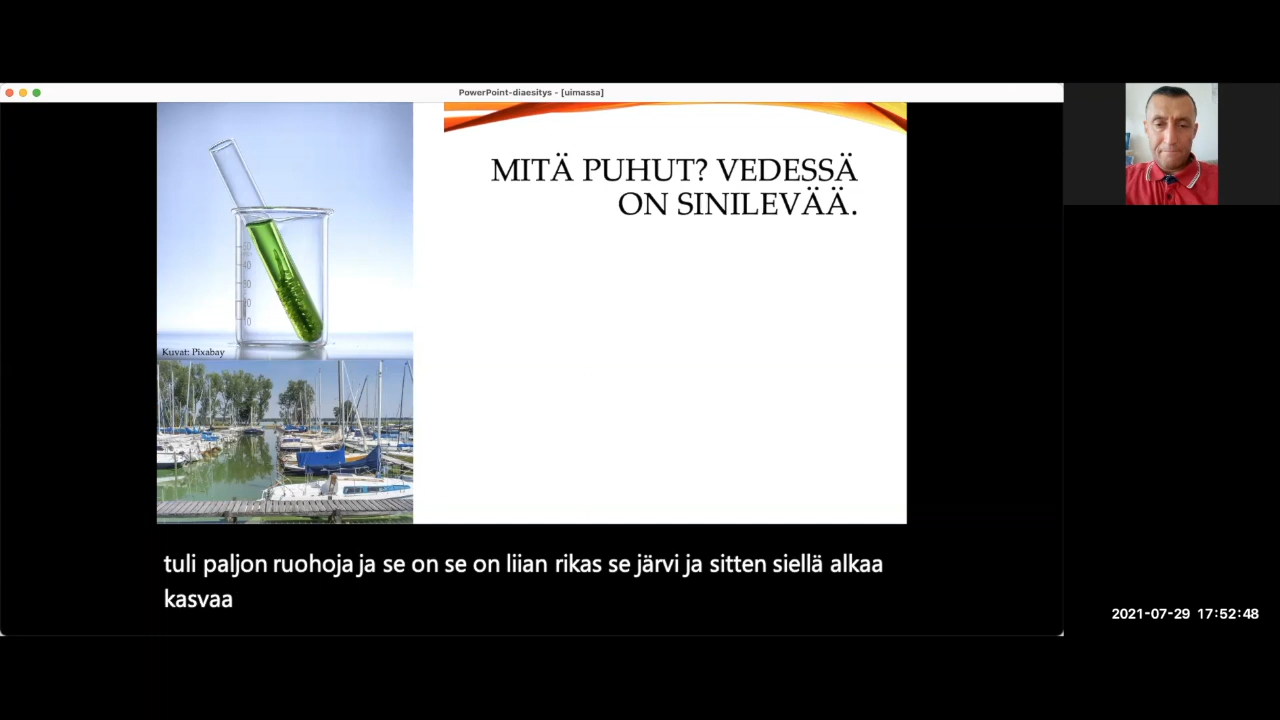 PowerPoint-diaesitys - [uimassa]
MITÄ PUHUT? VEDESSÄ
ON SINILEVÄÄ.
Kuvat: Pixabay
tuli paljon ruohoja ja se on se on liian rikas se järvi ja sitten siellä alkaa
kasvaa
2021-07-29 17:52:48